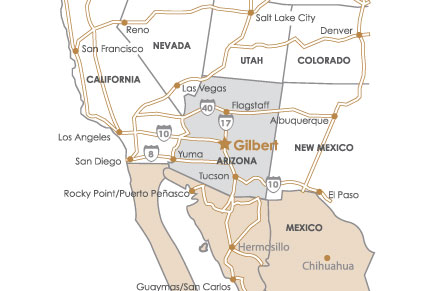 Salt Lake City
Reno
Denver
San Francisco
NEVADA
UTAH
COLORADO
CALIFORNIA
Las Vegas
40
Flagstaff
17
Albuquerque
Los Angeles
10
Gilbert
NEW MEXICO
San Diego
8
Yuma
ARIZONA
Tucson
10
El Paso
Rocky Point/Puerto Peñasco
MEXICO
Hermosillo
Chihuahua
Guaymas/San Carlos